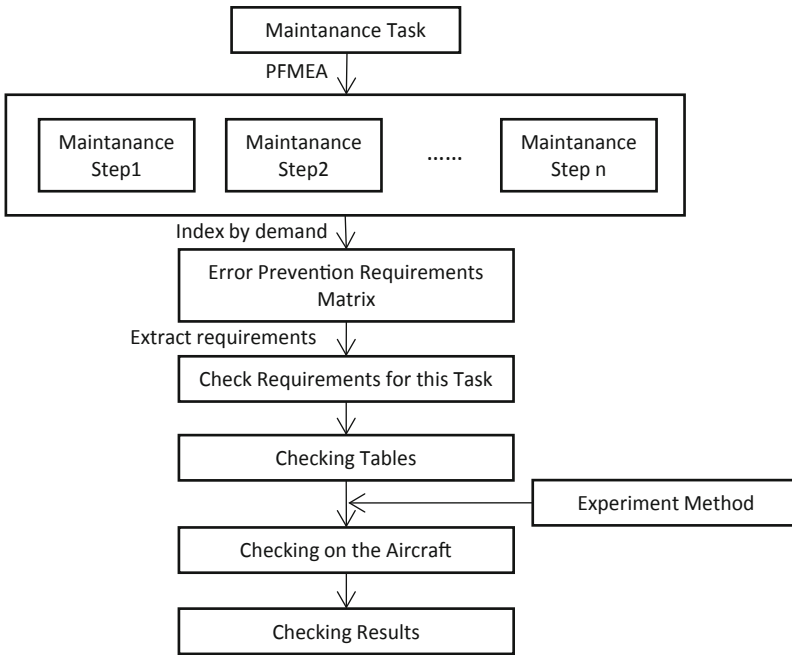 Maintanance Task
PFMEA
Maintanance
Step1
Maintanance
Step2
......
Maintanance
Step n
Index by demand
Error Prevention Requirements
Matrix
Extract requirements
Check Requirements for this Task
Checking Tables
Experiment Method
Checking on the Aircraft
Checking Results